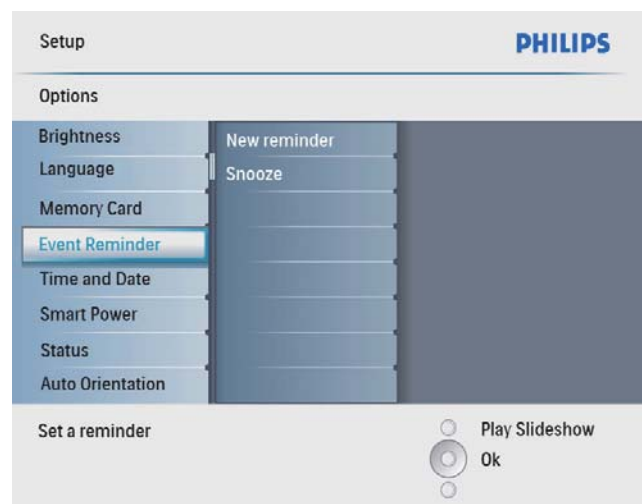 Setup
PHILIPS
Options
Brightness
Language
Memory Card
Event Reminder
Time and Date
Smart Power
Status
Auto Orientation
New reminder
Snooze
Set a reminder
Play Slideshow
Ok